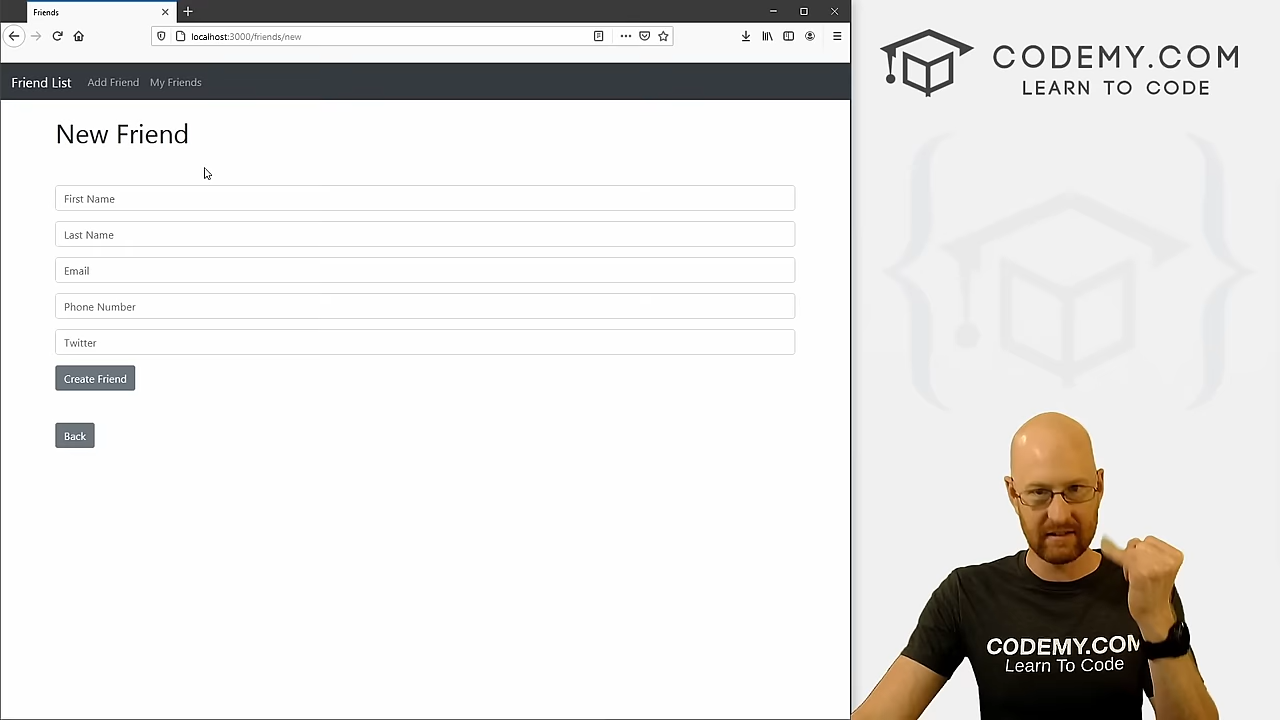 Friends
localhost:3000/friends/new
Friend List
Add Friend
My Friends
New Friend
First Name
Last Name
Email
Phone Number
Twitter
Create Friend
Back
CODEMY.COM
LEARN TO CODE
CODEMY.COM
Learn To Code